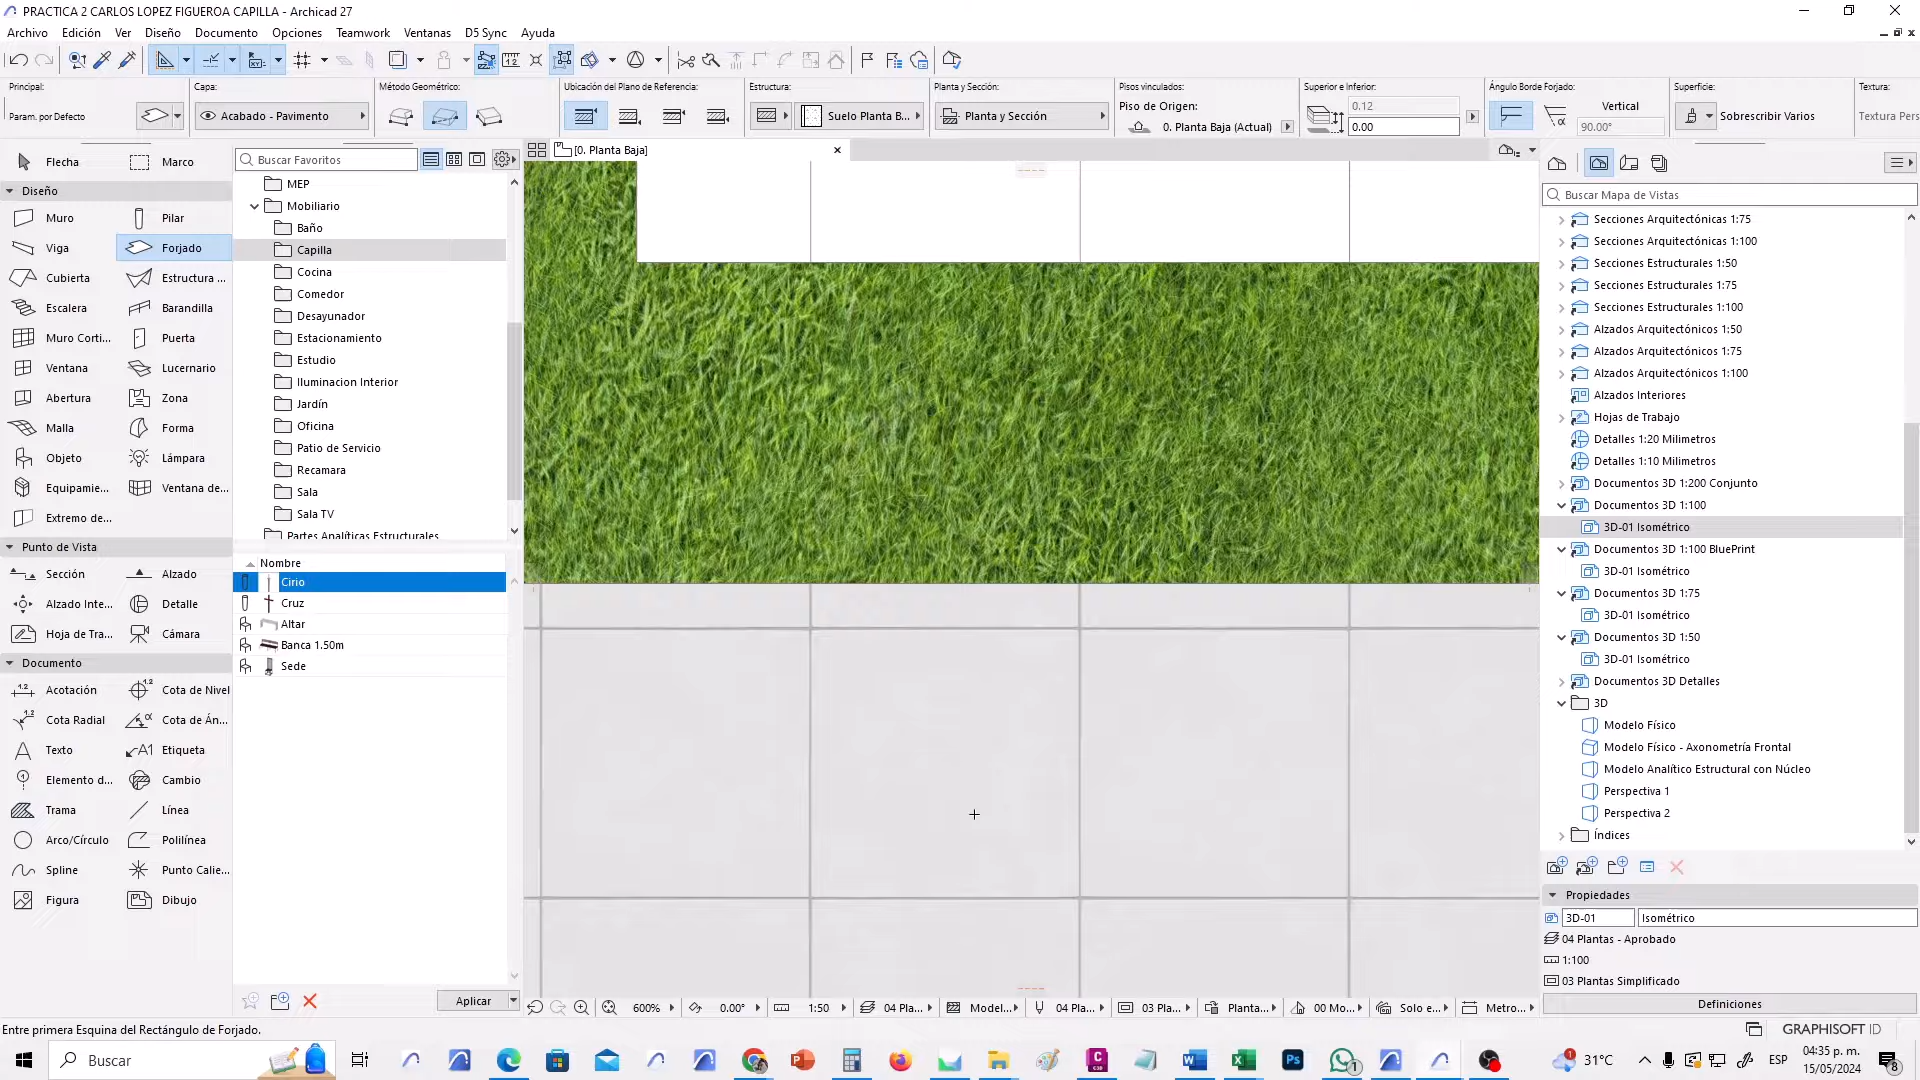 PRACTICA 2 CARLOS LOPEZ FIGUEROA CAPILLA - Archicad 27
Archivo Edición Ver Diseño Documento Opciones Teamwork Ventanas D5 Sync Ayuda
Principal: Capa: Método Geométrico: Ubicación del Plano de Referencia: Estructura: Planta y Sección: Pisos vinculados: Superior e Inferior: Ángulo Borde Forjado: Superficie: Textura:
Param. por Defecto Acabado - Pavimento Suelo Planta B... Planta y Sección Piso de Origen: 0.12 Vertical Sobrescribir Varios Textura Pers
0. Planta Baja (Actual) 0.00 90.00°
Flecha Marco Buscar Favoritos [0. Planta Baja]
Diseño
Muro Pilar
Viga Forjado
Cubierta Estructura ...
Escalera Barandilla
Muro Corti... Puerta
Ventana Lucernario
Abertura Zona
Malla Forma
Objeto Lámpara
Equipamie... Ventana de...
Extremo de...
Punto de Vista
Sección Alzado
Alzado Inte... Detalle
Hoja de Tra... Cámara
Documento
Acotación Cota de Nivel
Cota Radial Cota de Án...
Texto Etiqueta
Elemento d... Cambio
Trama Línea
Arco/Círculo Polilínea
Spline Punto Calie...
Figura Dibujo
MEP
Mobiliario
Baño
Capilla
Cocina
Comedor
Desayunador
Estacionamiento
Estudio
Iluminacion Interior
Jardín
Oficina
Patio de Servicio
Recamara
Sala
Sala TV
Partes Analíticas Estructurales
Nombre
Cirio
Cruz
Altar
Banca 1.50m
Sede
Aplicar
Buscar Mapa de Vistas
Secciones Arquitectónicas 1:75
Secciones Arquitectónicas 1:100
Secciones Estructurales 1:50
Secciones Estructurales 1:75
Secciones Estructurales 1:100
Alzados Arquitectónicos 1:50
Alzados Arquitectónicos 1:75
Alzados Arquitectónicos 1:100
Alzados Interiores
Hojas de Trabajo
Detalles 1:20 Milimetros
Detalles 1:10 Milimetros
Documentos 3D 1:200 Conjunto
Documentos 3D 1:100
3D-01 Isométrico
Documentos 3D 1:100 BluePrint
3D-01 Isométrico
Documentos 3D 1:75
3D-01 Isométrico
Documentos 3D 1:50
3D-01 Isométrico
Documentos 3D Detalles
3D
Modelo Físico
Modelo Físico - Axonometría Frontal
Modelo Analítico Estructural con Núcleo
Perspectiva 1
Perspectiva 2
Índices
Propiedades
3D-01 Isométrico
04 Plantas - Aprobado
1:100
03 Plantas Simplificado
Definiciones
600% 0.00° 1:50 04 Pla... Model... 04 Pla... 03 Pla... Planta... 00 Mo... Solo e... Metro...
Entre primera Esquina del Rectángulo de Forjado.
GRAPHISOFT ID
Buscar 1 31°C ESP 04:35 p. m.
15/05/2024 8